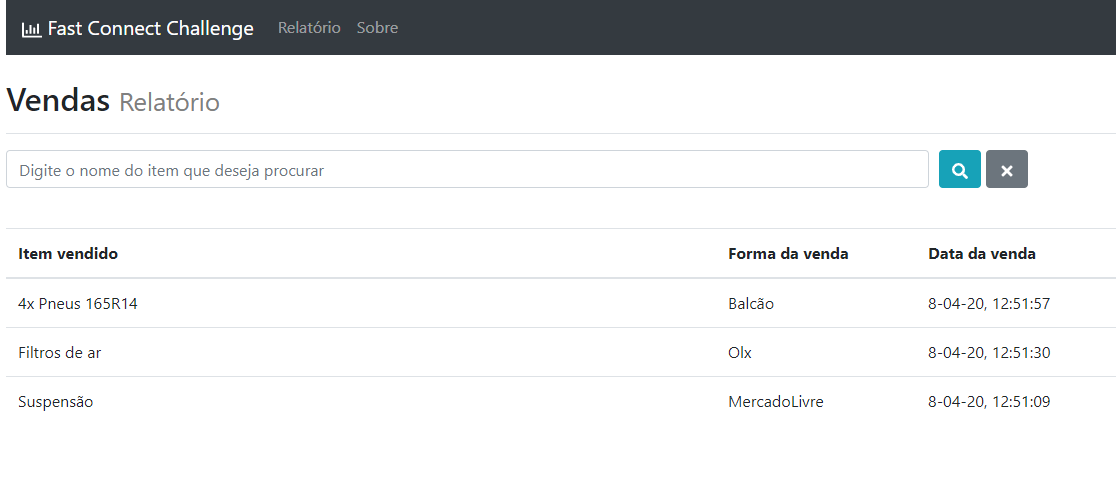 Fast Connect Challenge Relatório Sobre
Vendas Relatório
Digite o nome do item que deseja procurar
Item vendido Forma da venda Data da venda
4x Pneus 165R14 Balcão 8-04-20, 12:51:57
Filtros de ar Olx 8-04-20, 12:51:30
Suspensão MercadoLivre 8-04-20, 12:51:09